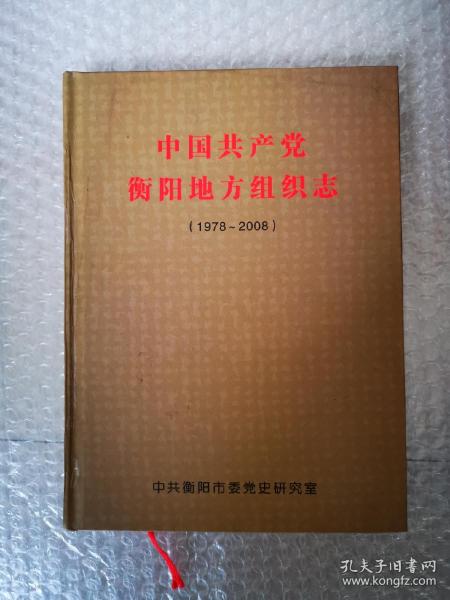 中国共产党
衡阳地方组织志
(1978~2008)
中共衡阳市委党史研究室
孔夫子旧书网
www.kongfz.com